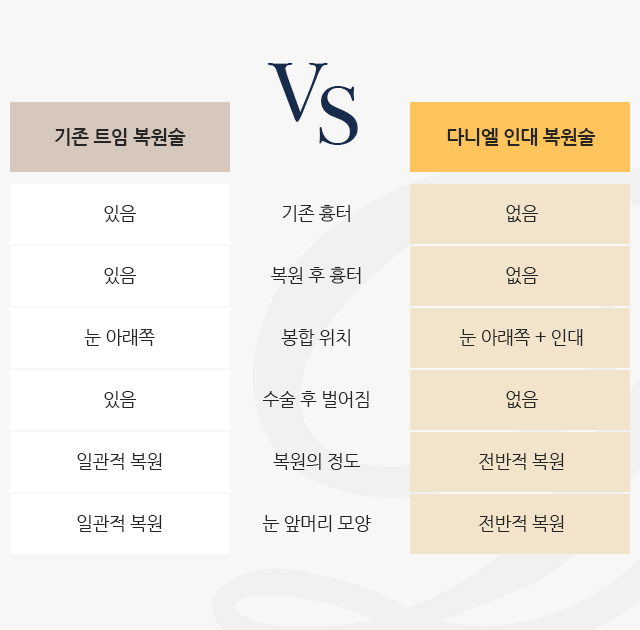 VS
기존 트임 복원술
다니엘 인대 복원술
있음 기존 흉터 없음
있음 복원 후 흉터 없음
눈 아래쪽 봉합 위치 눈 아래쪽 + 인대
있음 수술 후 벌어짐 없음
일관적 복원 복원의 정도 전반적 복원
일관적 복원 눈 앞머리 모양 전반적 복원